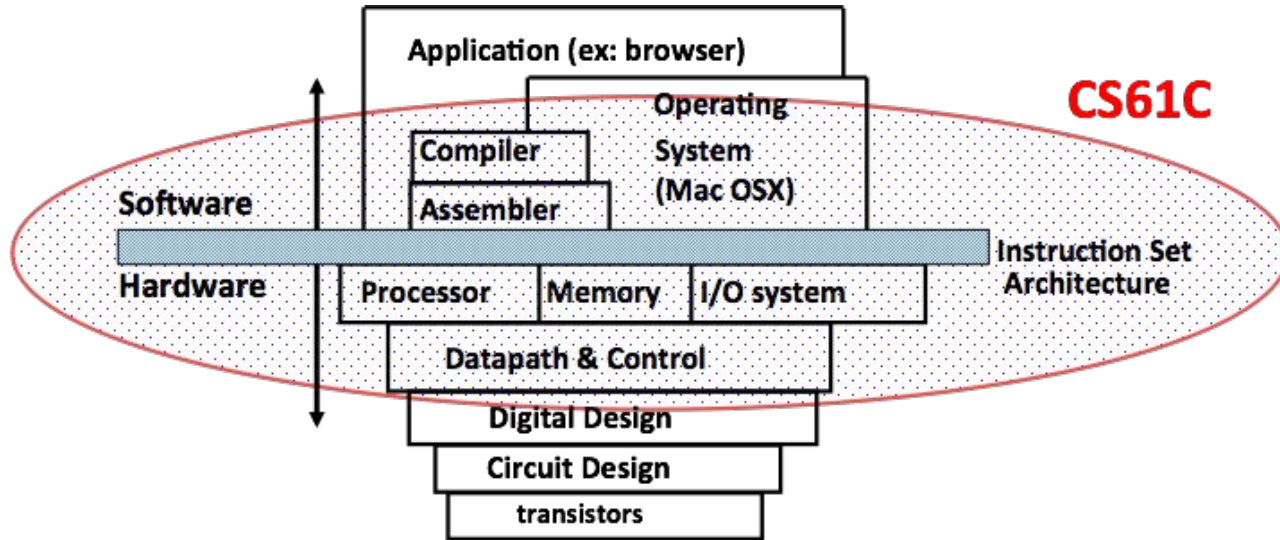 Application (ex: browser)
CS61C
Operating
System
(Mac OSX)
Compiler
Assembler
Software
Hardware
Instruction Set
Architecture
Processor
Memory
I/O system
Datapath & Control
Digital Design
Circuit Design
transistors